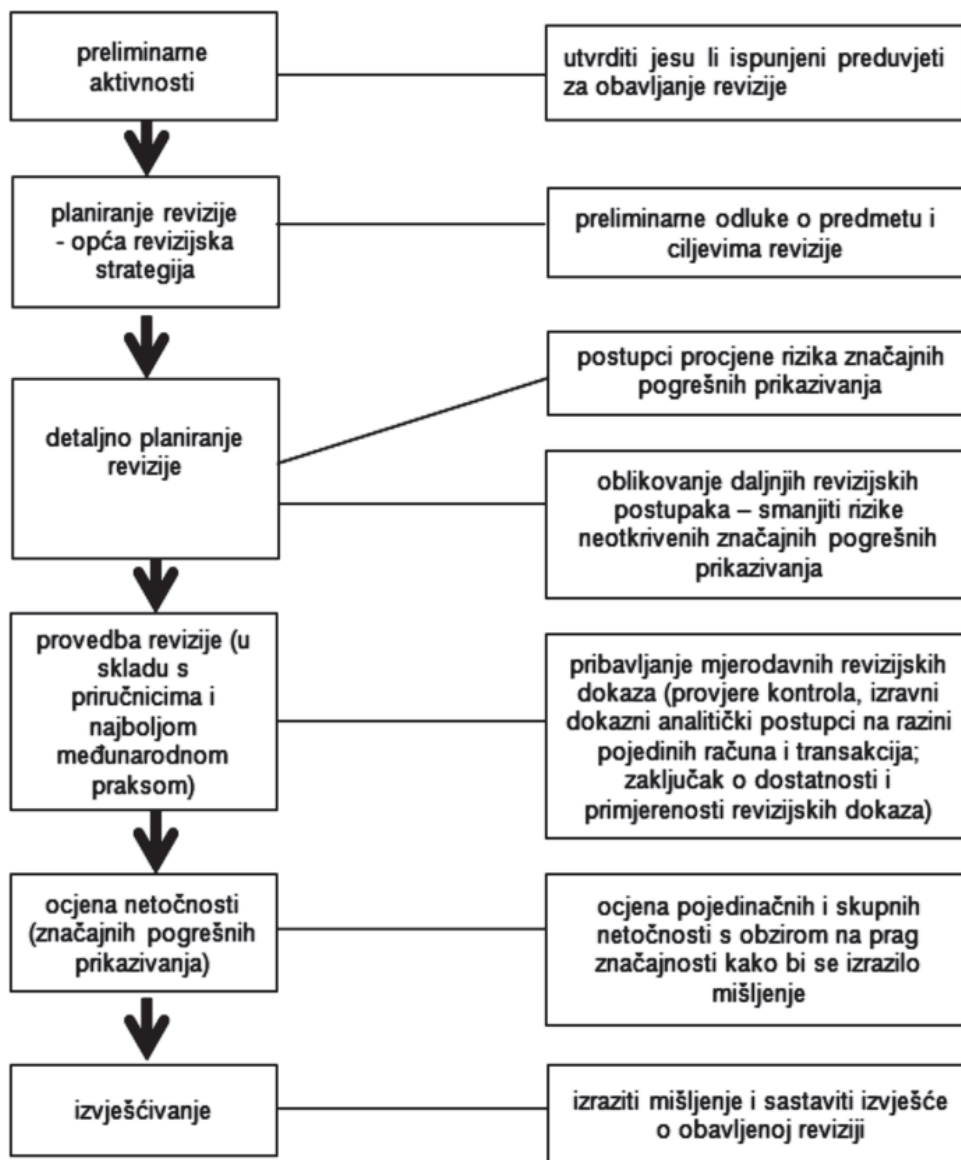 preliminarne
aktivnosti
utvrditi jesu li ispunjeni preduvjeti
za obavljanje revizije
planiranje revizije
- opća revizijska
strategija
preliminarne odluke o predmetu i
ciljevima revizije
detaljno planiranje
revizije
postupci procjene rizika značajnih
pogrešnih prikazivanja
oblikovanje daljnjih revizijskih
postupaka – smanjiti rizike
neotkrivenih značajnih pogrešnih
prikazivanja
provedba revizije (u
skladu s
priručnicima i
najboljom
međunarodnom
praksom)
pribavljanje mjerodavnih revizijskih
dokaza (provjere kontrola, izravni
dokazni analitički postupci na razini
pojedinih računa i transakcija;
zaključak o dostatnosti i
primjerenosti revizijskih dokaza)
ocjena netočnosti
(značajnih pogrešnih
prikazivanja)
ocjena pojedinačnih i skupnih
netočnosti s obzirom na prag
značajnosti kako bi se izrazilo
mišljenje
izvješćivanje
izraziti mišljenje i sastaviti izvješće
o obavljenoj reviziji